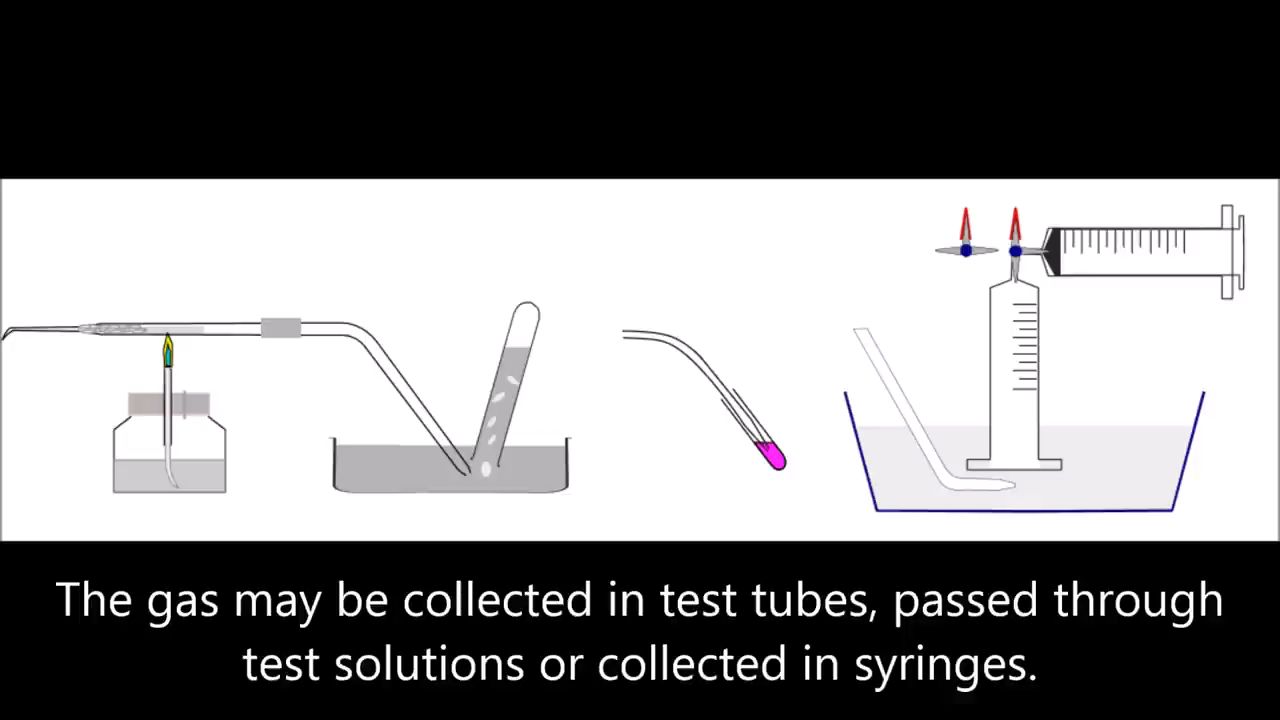 The gas may be collected in test tubes, passed through
test solutions or collected in syringes.